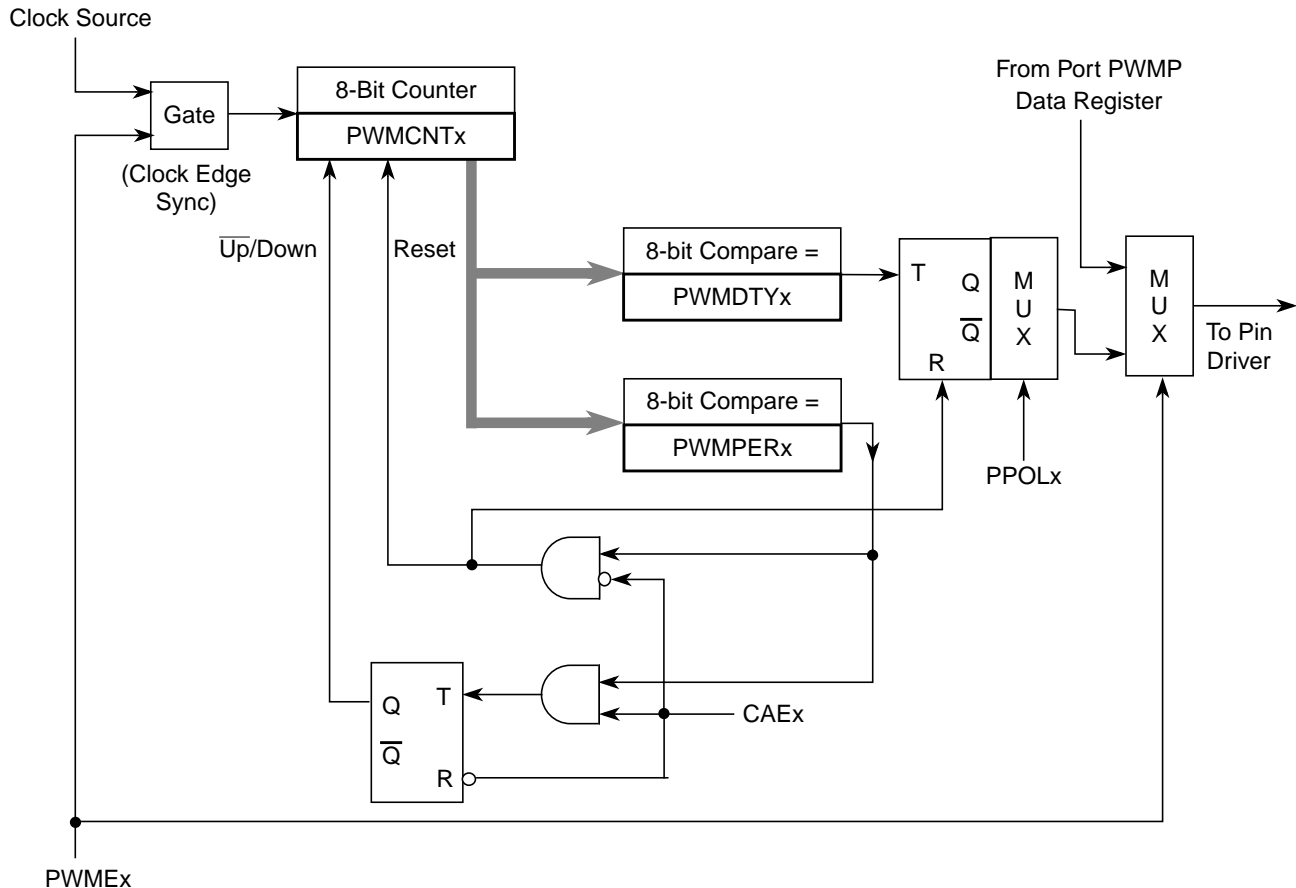 Clock Source
Gate
(Clock Edge
Sync)
8-Bit Counter
PWMCNTx
Up/Down
Reset
8-bit Compare =
PWMDTYx
8-bit Compare =
PWMPERx
From Port PWMP
Data Register
T
Q
Q
R
M
U
X
PPOLx
M
U
X
To Pin
Driver
Q
T
Q
R
CAEx
PWMEx